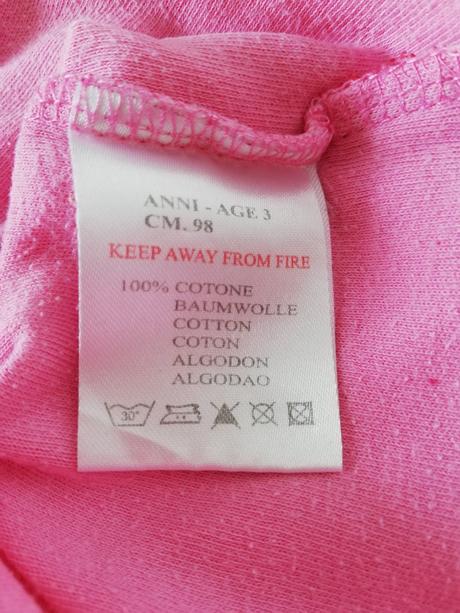 ANNI - AGE 3
CM. 98
KEEP AWAY FROM FIRE
100% COTONE
BAUMWOLLE
COTTON
COTON
ALGODON
ALGODAO
30°